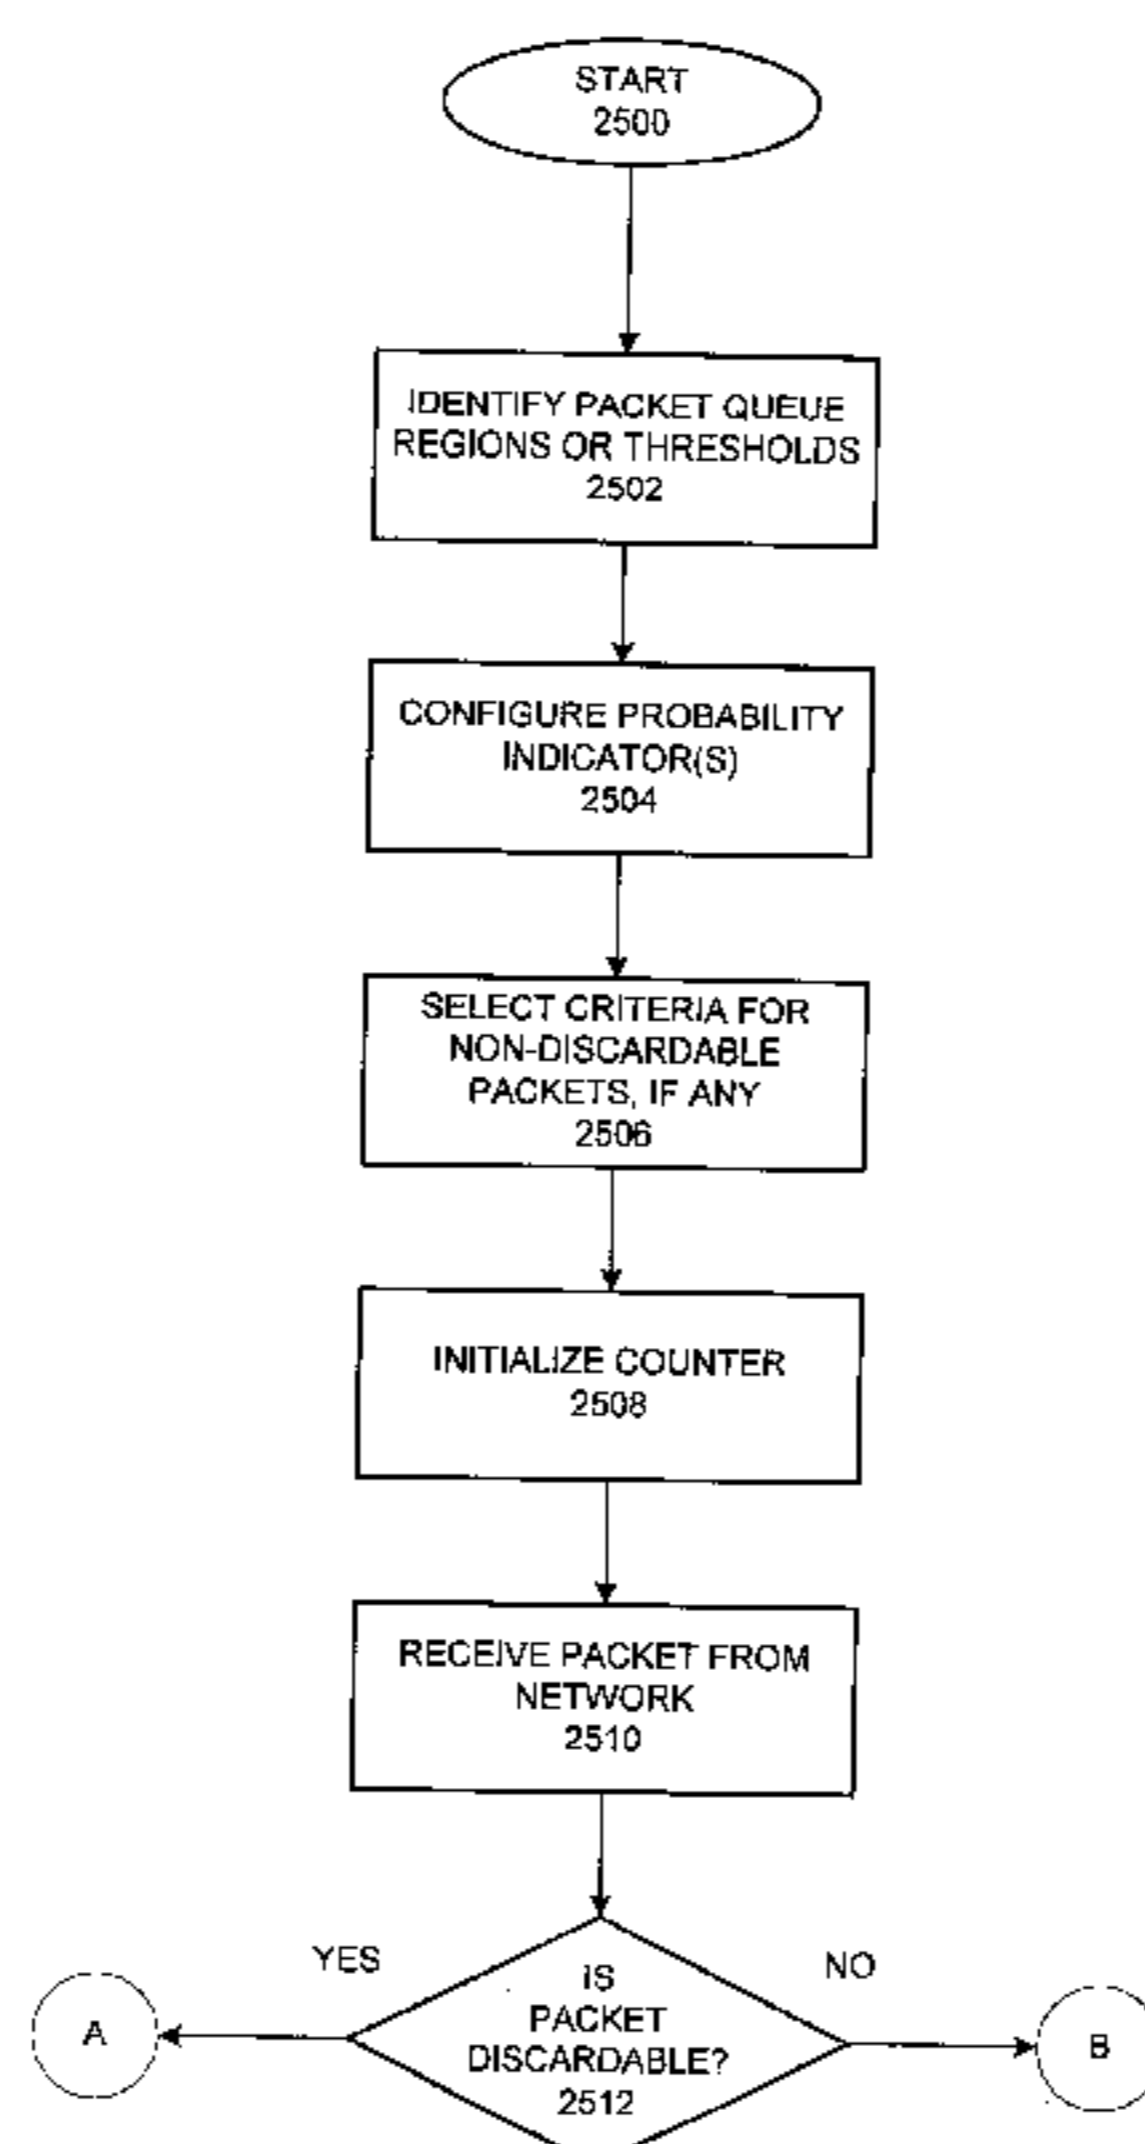 START
2500
IDENTIFY PACKET QUEUE
REGIONS OR THRESHOLDS
2502
CONFIGURE PROBABILITY
INDICATOR(S)
2504
SELECT CRITERIA FOR
NON-DISCARDABLE
PACKETS, IF ANY
2506
INITIALIZE COUNTER
2508
RECEIVE PACKET FROM
NETWORK
2510
YES
NO
A
IS
PACKET
DISCARDABLE?
2512
B